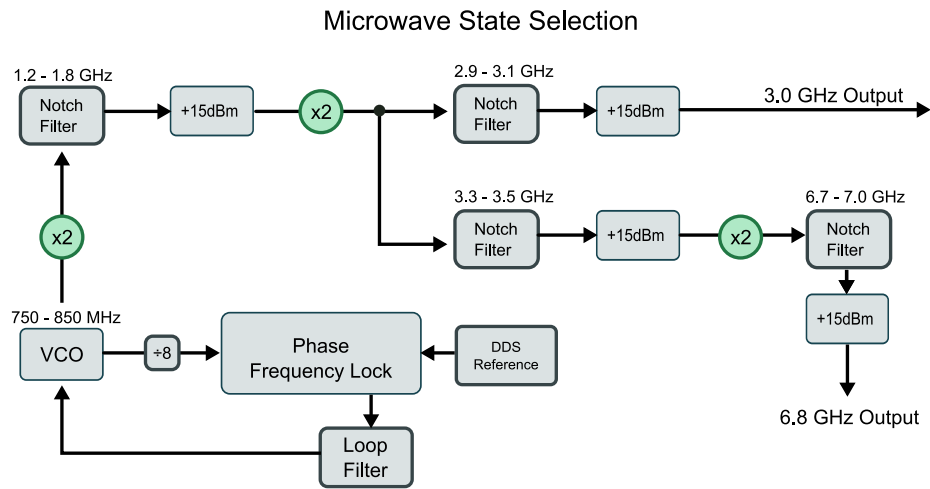 Microwave State Selection
1.2 - 1.8 GHz
Notch
Filter
+15dBm
x2
2.9 - 3.1 GHz
Notch
Filter
+15dBm
3.0 GHz Output
3.3 - 3.5 GHz
Notch
Filter
+15dBm
x2
6.7 - 7.0 GHz
Notch
Filter
+15dBm
6.8 GHz Output
x2
750 - 850 MHz
VCO
÷8
Phase
Frequency Lock
DDS
Reference
Loop
Filter